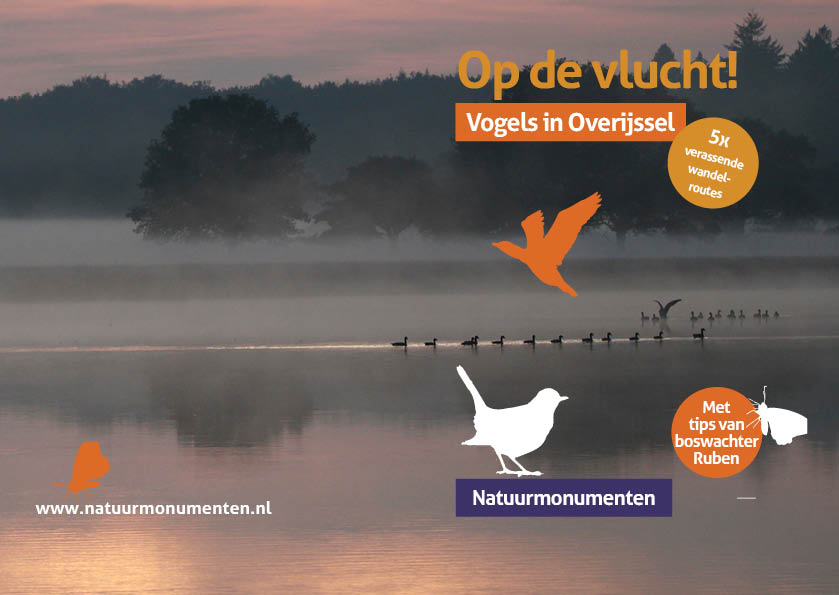 Op de vlucht!
Vogels in Overijssel
5x
verassende
wandel-
routes
Met
tips van
boswachter
Ruben
Natuurmonumenten
www.natuurmonumenten.nl